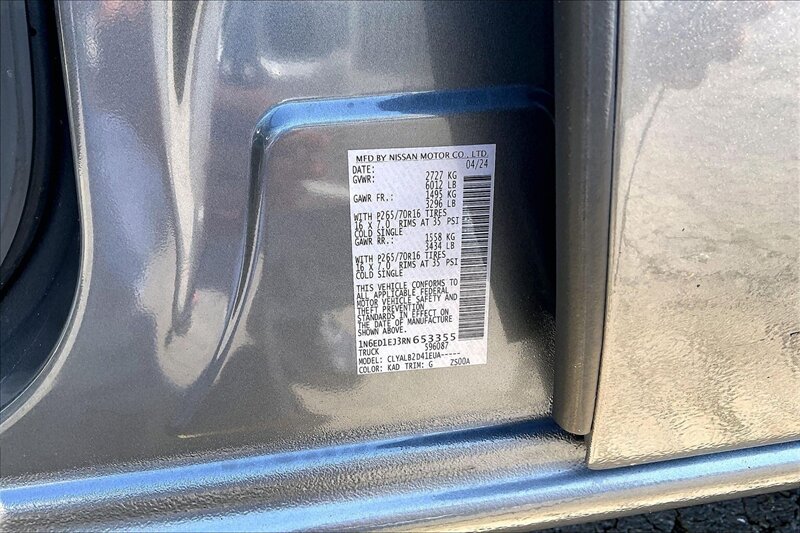 MFD BY NISSAN MOTOR CO., LTD.
DATE: 04/24
GVWR: 2727 KG
6012 LB
GAWR FR.: 1495 KG
3296 LB
WITH P265/70R16 TIRES
16 X 7.0 RIMS AT 35 PSI
COLD SINGLE
GAWR RR.: 1558 KG
3434 LB
WITH P265/70R16 TIRES
16 X 7.0 RIMS AT 35 PSI
COLD SINGLE
THIS VEHICLE CONFORMS TO
ALL APPLICABLE FEDERAL
MOTOR VEHICLE SAFETY AND
THEFT PREVENTION
STANDARDS IN EFFECT ON
THE DATE OF MANUFACTURE
SHOWN ABOVE.
1N6ED1EJ3RN653355
TRUCK 596087
MODEL: CLYALB2D41EUA-----
COLOR: KAD TRIM: G Z500A